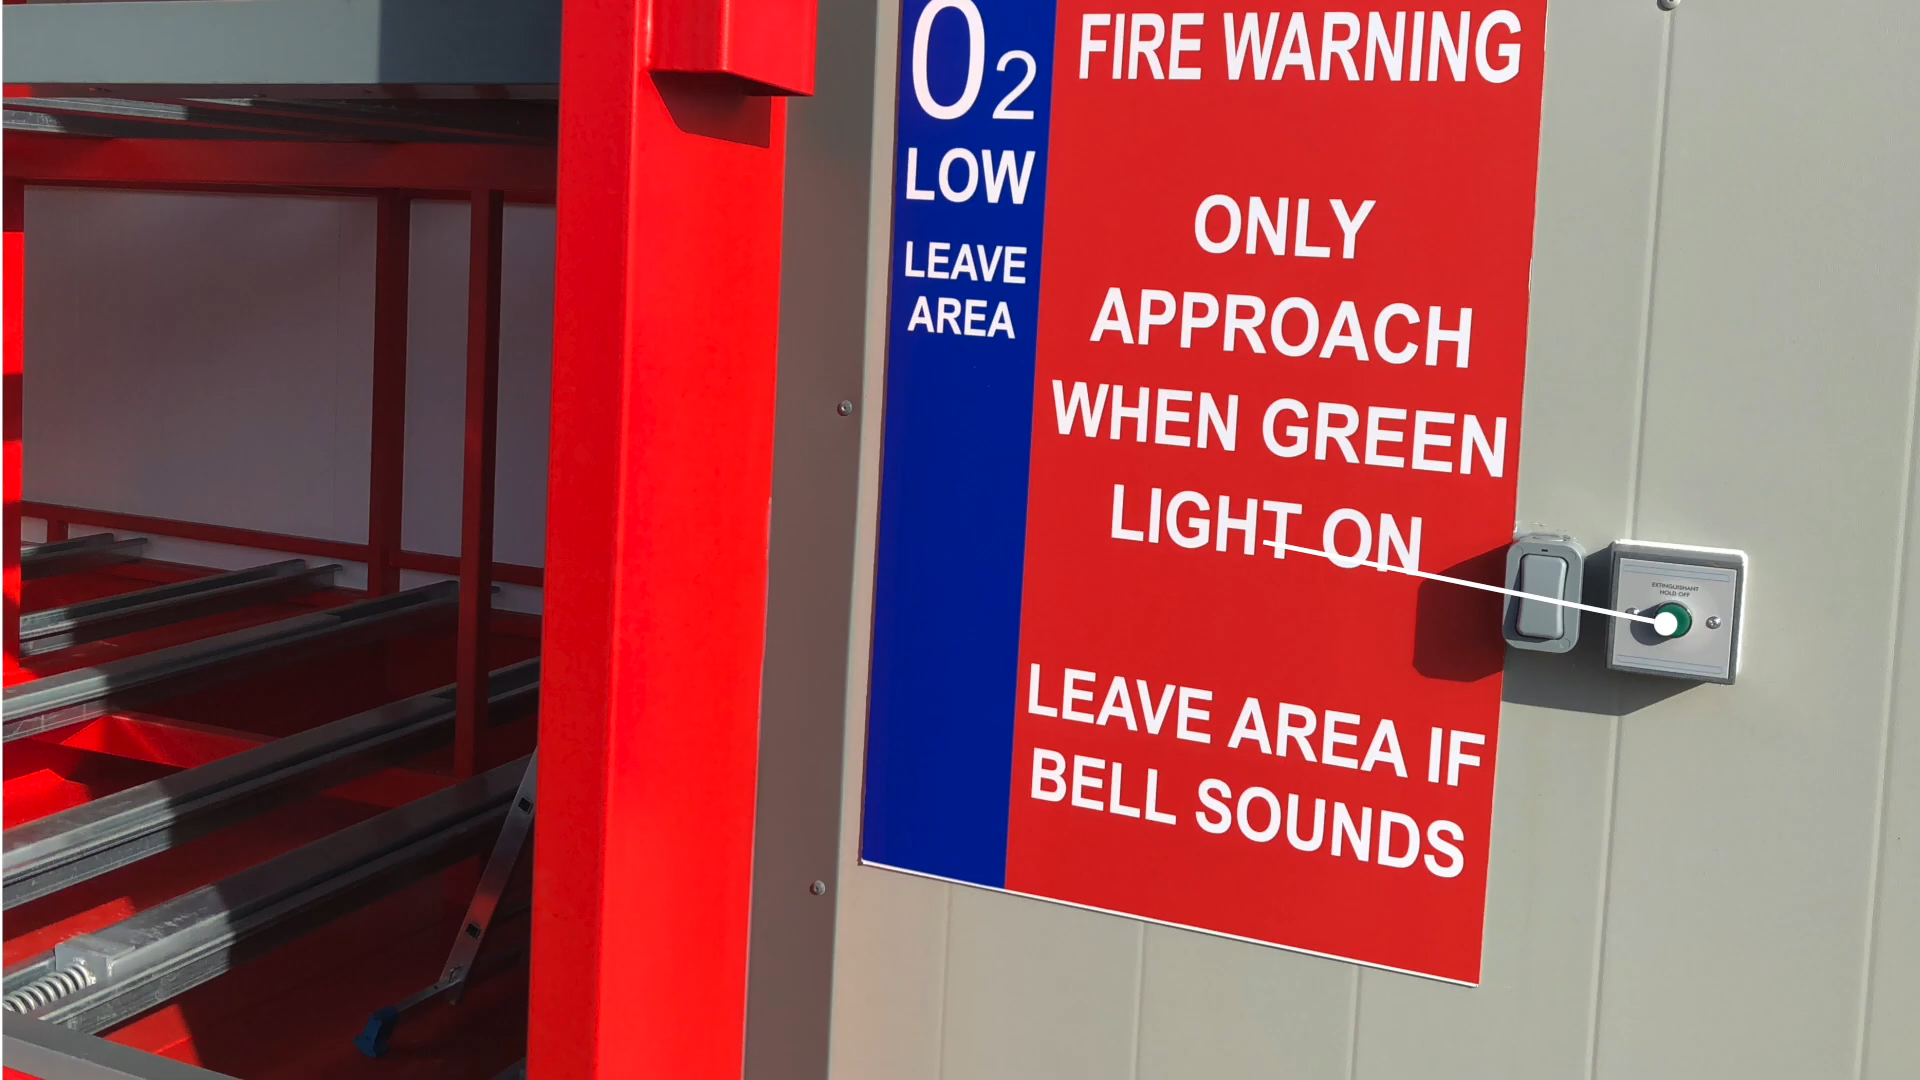 O2
LOW
LEAVE
AREA
FIRE WARNING
ONLY
APPROACH
WHEN GREEN
LIGHT ON
LEAVE AREA IF
BELL SOUNDS
EXTINGUISHANT
HOLD OFF